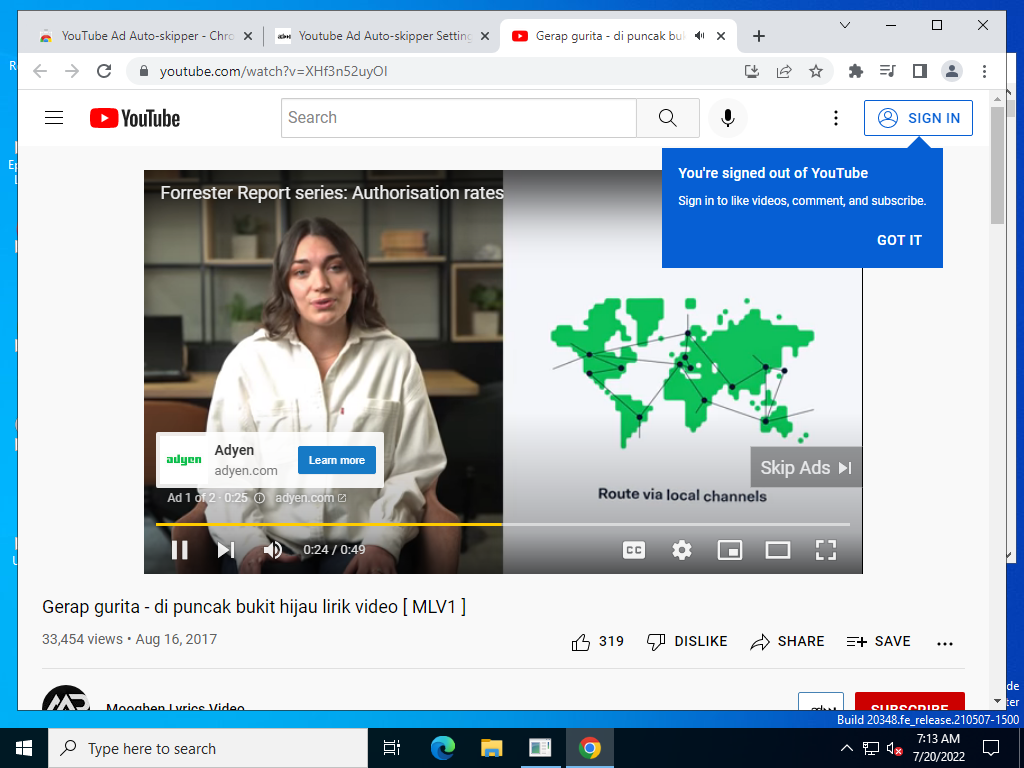 YouTube Ad Auto-skipper - Chro
Youtube Ad Auto-skipper Setting
Gerap gurita - di puncak buk
youtube.com/watch?v=XHf3n52uyOI
YouTube
Search
SIGN IN
You're signed out of YouTube
Sign in to like videos, comment, and subscribe.
GOT IT
Forrester Report series: Authorisation rates
adyen
Adyen
adyen.com
Learn more
Skip Ads
Ad 1 of 2 · 0:25
adyen.com
Route via local channels
0:24 / 0:49
CC
Gerap gurita - di puncak bukit hijau lirik video [ MLV1 ]
33,454 views • Aug 16, 2017
319
DISLIKE
SHARE
SAVE
Mooghen Lyrics Video
SUBSCRIBE
Build 20348.fe_release.210507-1500
Type here to search
7:13 AM
7/20/2022